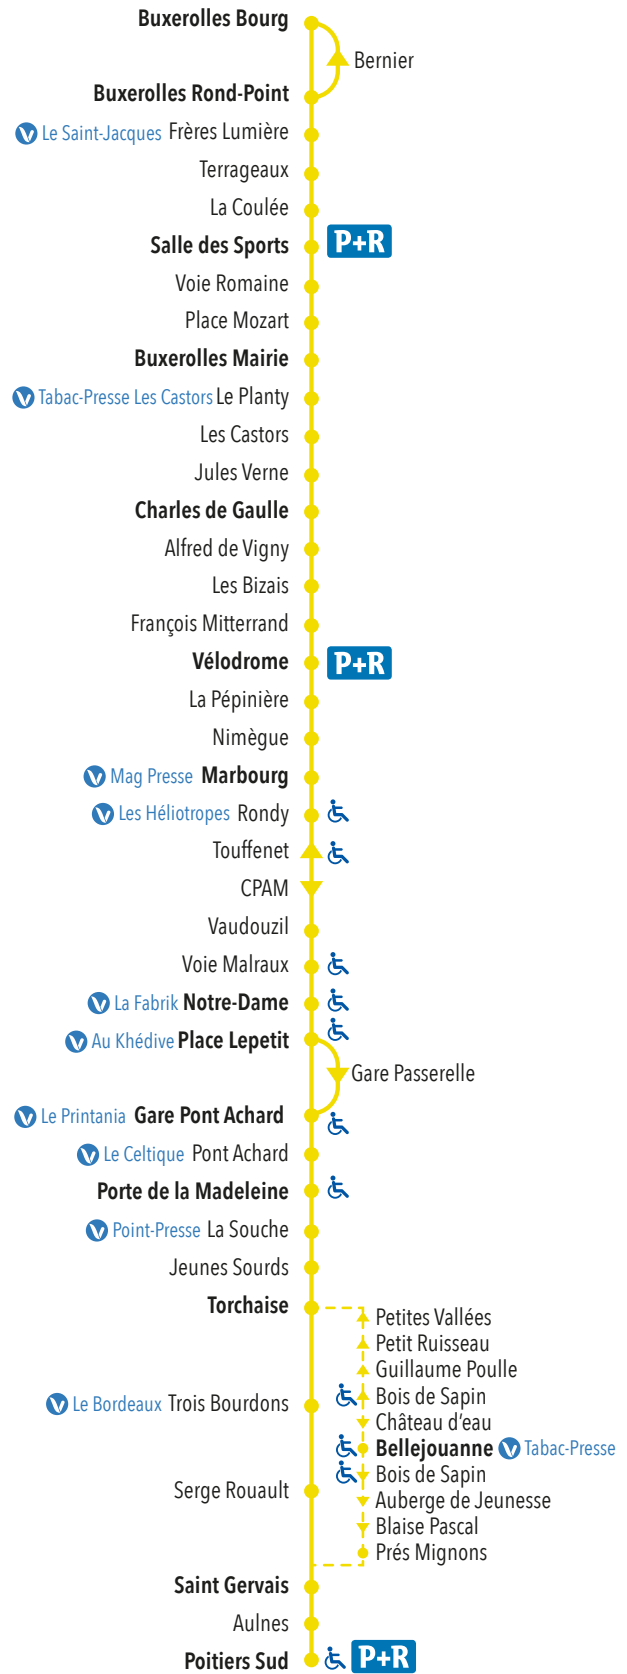 Buxerolles Bourg
Bernier
Buxerolles Rond-Point
Le Saint-Jacques Frères Lumière
Terrageaux
La Coulée
Salle des Sports P+R
Voie Romaine
Place Mozart
Buxerolles Mairie
Tabac-Presse Les Castors Le Planty
Les Castors
Jules Verne
Charles de Gaulle
Alfred de Vigny
Les Bizais
François Mitterrand
Vélodrome P+R
La Pépinière
Nimègue
Mag Presse Marbourg
Les Héliotropes Rondy
Touffenet
CPAM
Vaudouzil
Voie Malraux
La Fabrik Notre-Dame
Au Khédive Place Lepetit
Gare Passerelle
Le Printania Gare Pont Achard
Le Celtique Pont Achard
Porte de la Madeleine
Point-Presse La Souche
Jeunes Sourds
Torchaise
Petites Vallées
Petit Ruisseau
Guillaume Poulle
Bois de Sapin
Le Bordeaux Trois Bourdons
Château d'eau
Bellejouanne Tabac-Presse
Bois de Sapin
Serge Rouault
Auberge de Jeunesse
Blaise Pascal
Prés Mignons
Saint Gervais
Aulnes
Poitiers Sud P+R